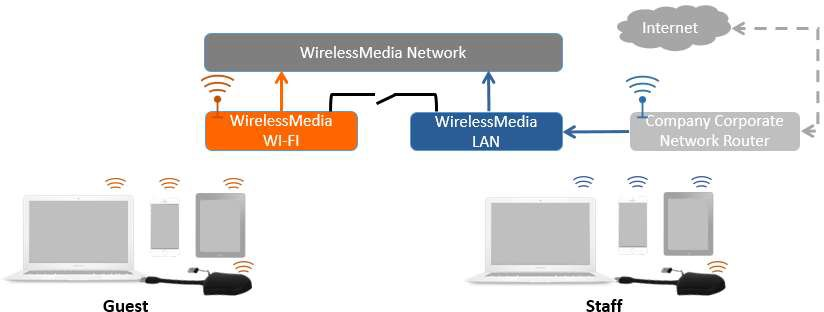 Internet
WirelessMedia Network
WirelessMedia
WI-FI
WirelessMedia
LAN
Company Corporate
Network Router
Guest
Staff